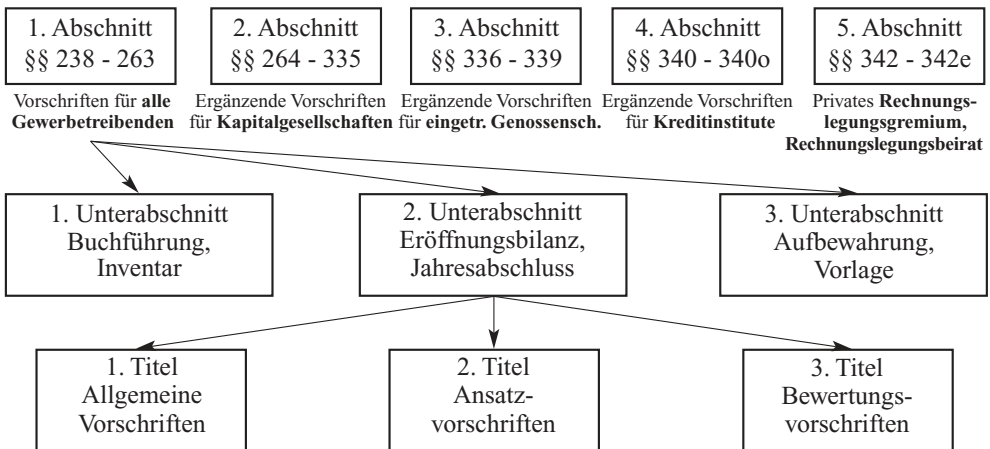 1. Abschnitt
§§ 238 - 263
2. Abschnitt
§§ 264 - 335
3. Abschnitt
§§ 336 - 339
4. Abschnitt
§§ 340 - 340o
5. Abschnitt
§§ 342 - 342e
Vorschriften für alle
Gewerbetreibenden
Ergänzende Vorschriften
für Kapitalgesellschaften
Ergänzende Vorschriften
für eingetr. Genossensch.
Ergänzende Vorschriften
für Kreditinstitute
Privates Rechnungs-
legungsgremium,
Rechnungslegungsbeirat
1. Unterabschnitt
Buchführung,
Inventar
2. Unterabschnitt
Eröffnungsbilanz,
Jahresabschluss
3. Unterabschnitt
Aufbewahrung,
Vorlage
1. Titel
Allgemeine
Vorschriften
2. Titel
Ansatz-
vorschriften
3. Titel
Bewertungs-
vorschriften